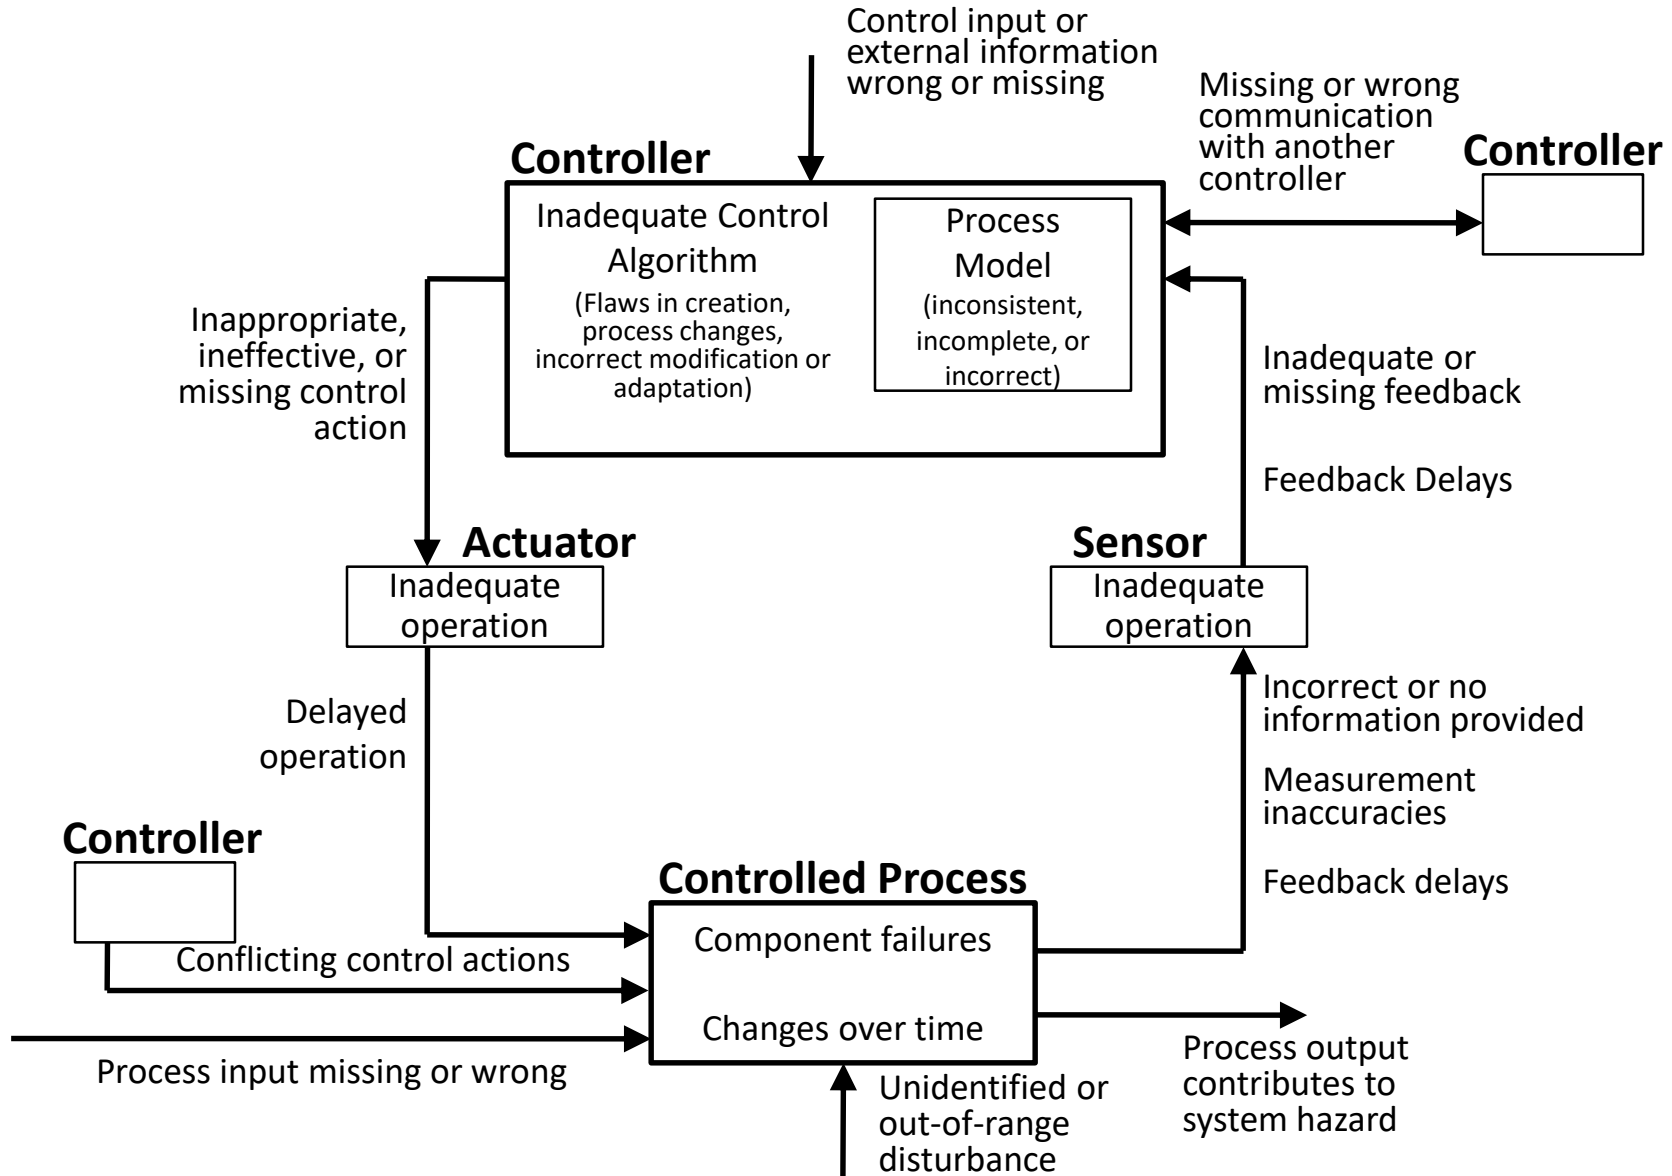 Control input or
external information
wrong or missing
Missing or wrong
communication
with another
controller
Controller
Controller
Inadequate Control
Algorithm
(Flaws in creation,
process changes,
incorrect modification or
adaptation)
Process
Model
(inconsistent,
incomplete, or
incorrect)
Inappropriate,
ineffective, or
missing control
action
Inadequate or
missing feedback
Feedback Delays
Actuator
Inadequate
operation
Sensor
Inadequate
operation
Delayed
operation
Incorrect or no
information provided
Measurement
inaccuracies
Feedback delays
Controller
Conflicting control actions
Controlled Process
Component failures
Changes over time
Process input missing or wrong
Unidentified or
out-of-range
disturbance
Process output
contributes to
system hazard